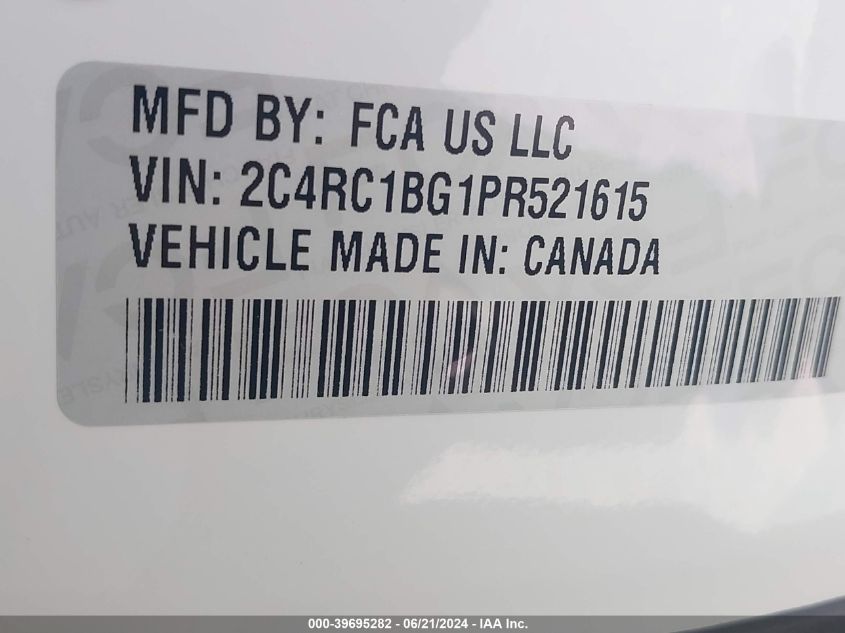 MFD BY: FCA US LLC
VIN: 2C4RC1BG1PR521615
VEHICLE MADE IN: CANADA
000-39695282 - 06/21/2024 - IAA Inc.